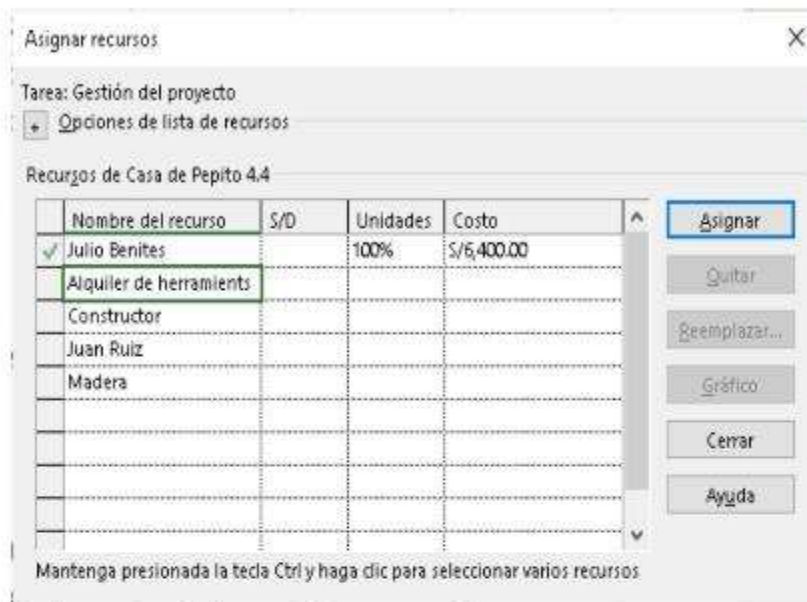 Asignar recursos
Tarea: Gestión del proyecto
+ Opciones de lista de recursos
Recursos de Casa de Pepito 4.4
Nombre del recurso S/D Unidades Costo
Julio Benites 100% S/6,400.00
Alquiler de herramients
Constructor
Juan Ruiz
Madera
Asignar
Quitar
Reemplazar...
Gráfico
Cerrar
Ayuda
Mantenga presionada la tecla Ctrl y haga clic para seleccionar varios recursos